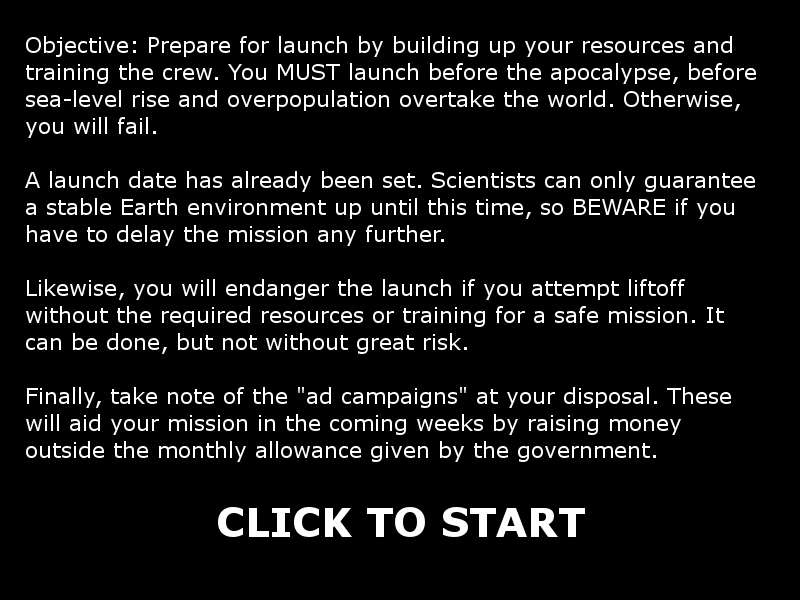 Objective: Prepare for launch by building up your resources and
training the crew. You MUST launch before the apocalypse, before
sea-level rise and overpopulation overtake the world. Otherwise,
you will fail.
A launch date has already been set. Scientists can only guarantee
a stable Earth environment up until this time, so BEWARE if you
have to delay the mission any further.
Likewise, you will endanger the launch if you attempt liftoff
without the required resources or training for a safe mission. It
can be done, but not without great risk.
Finally, take note of the "ad campaigns" at your disposal. These
will aid your mission in the coming weeks by raising money
outside the monthly allowance given by the government.
CLICK TO START